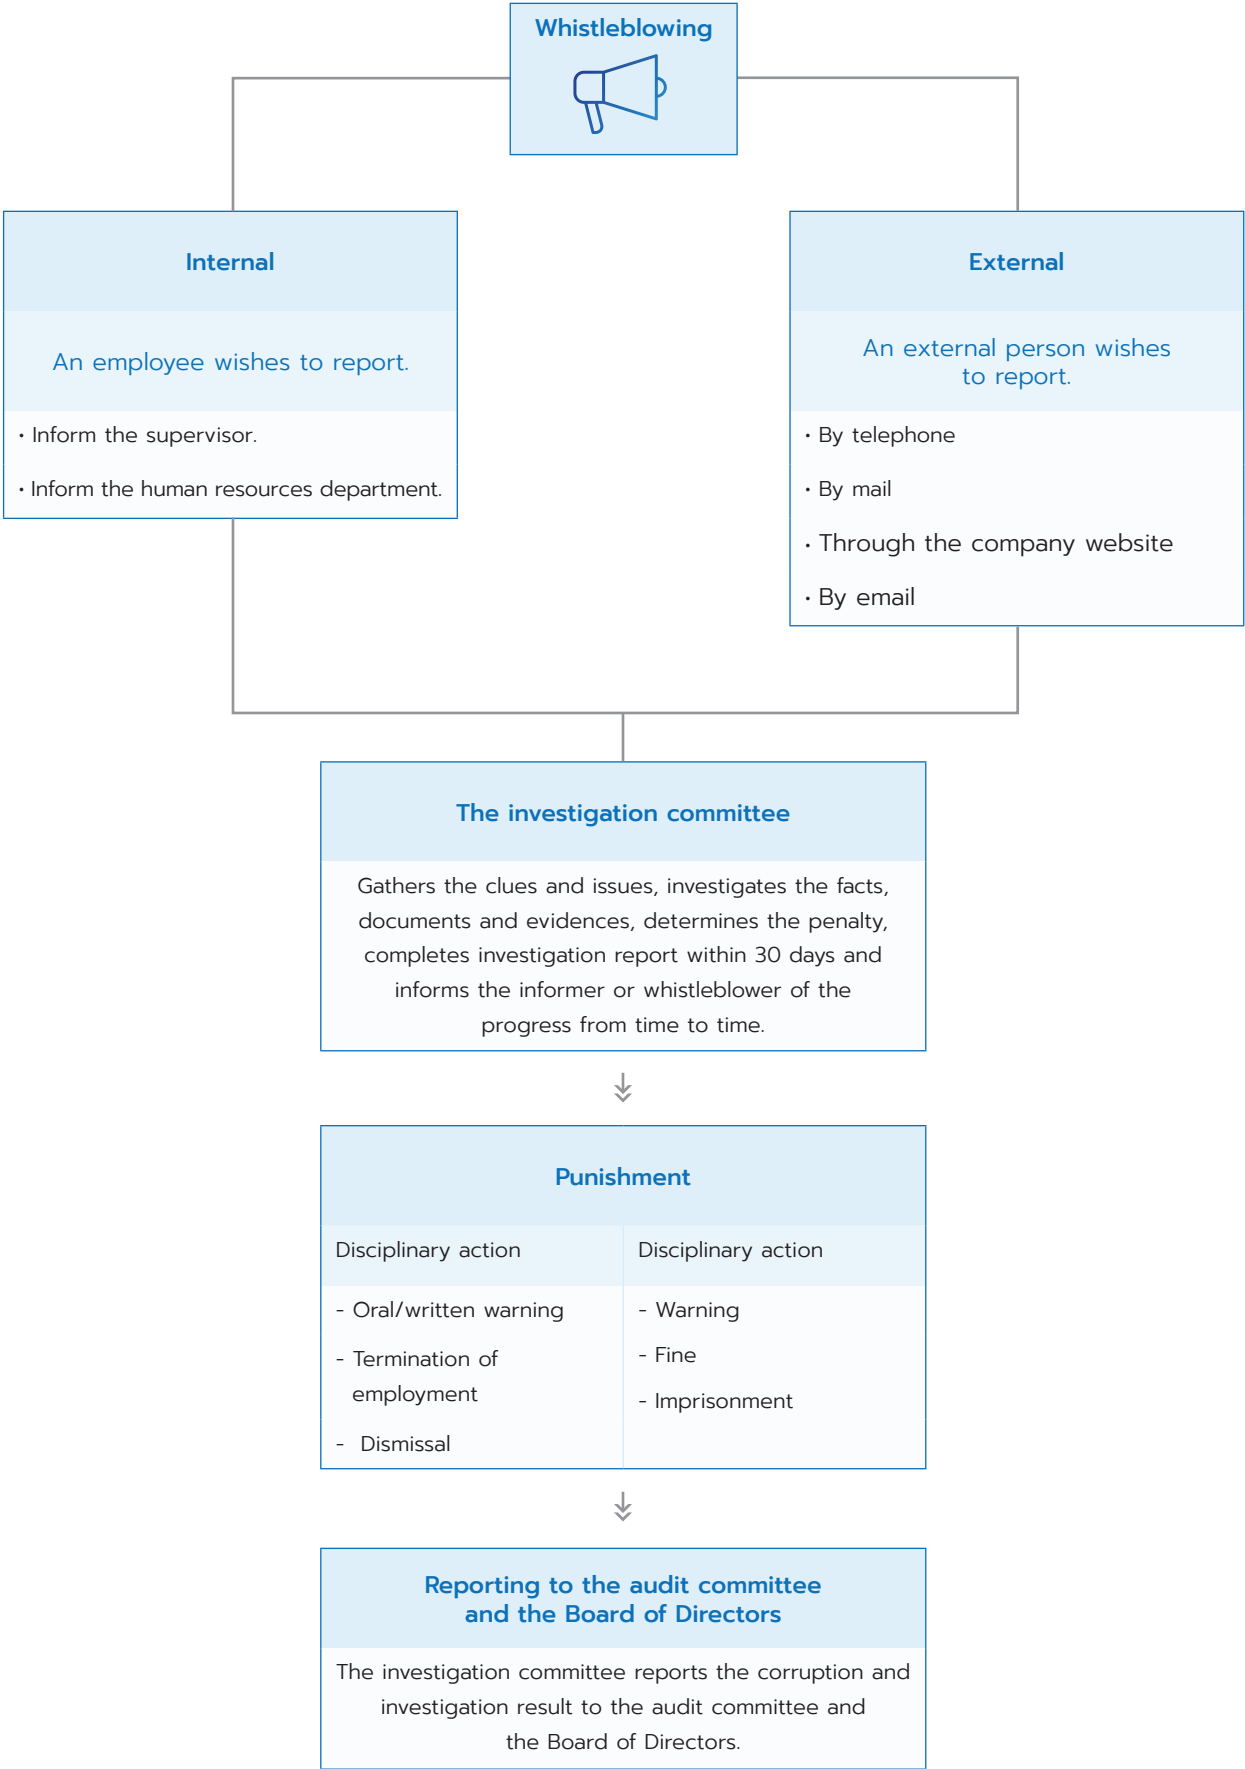 Whistleblowing
Internal
An employee wishes to report.
• Inform the supervisor.
• Inform the human resources department.
External
An external person wishes
to report.
• By telephone
• By mail
• Through the company website
• By email
The investigation committee
Gathers the clues and issues, investigates the facts,
documents and evidences, determines the penalty,
completes investigation report within 30 days and
informs the informer or whistleblower of the
progress from time to time.
Punishment
Disciplinary action
- Oral/written warning
- Termination of
employment
- Dismissal
Disciplinary action
- Warning
- Fine
- Imprisonment
Reporting to the audit committee
and the Board of Directors
The investigation committee reports the corruption and
investigation result to the audit committee and
the Board of Directors.